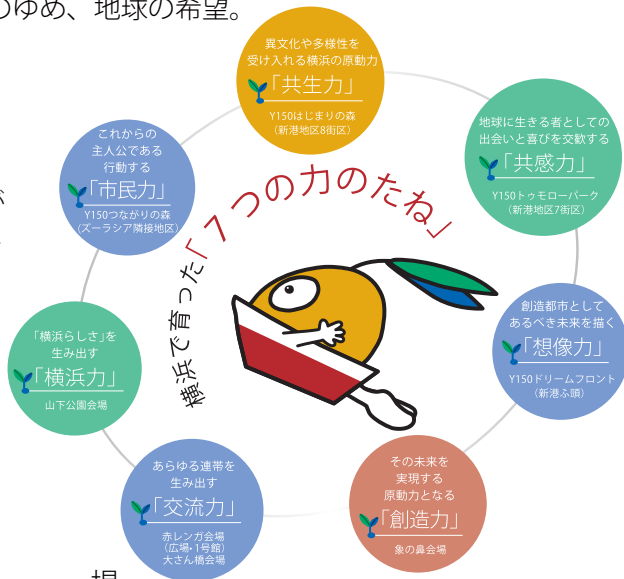 のゆめ、地球の希望。
異文化や多様性を
受け入れる横浜の原動力
「共生力」
Y150はじまりの森
(新港地区8街区)
地球に生きる者としての
出会いと喜びを交歓する
「共感力」
Y150トゥモローパーク
(新港地区7街区)
創造都市として
あるべき未来を描く
「想像力」
Y150ドリームフロント
(新港ふ頭)
その未来を
実現する
原動力となる
「創造力」
象の鼻会場
あらゆる連帯を
生み出す
「交流力」
赤レンガ会場
(広場・1号館)
大さん橋会場
「横浜らしさ」を
生み出す
「横浜力」
山下公園会場
これからの
主人公である
行動する
「市民力」
Y150つながりの森
(ズーラシア隣接地区)
横浜で育った「7つの力のたね」